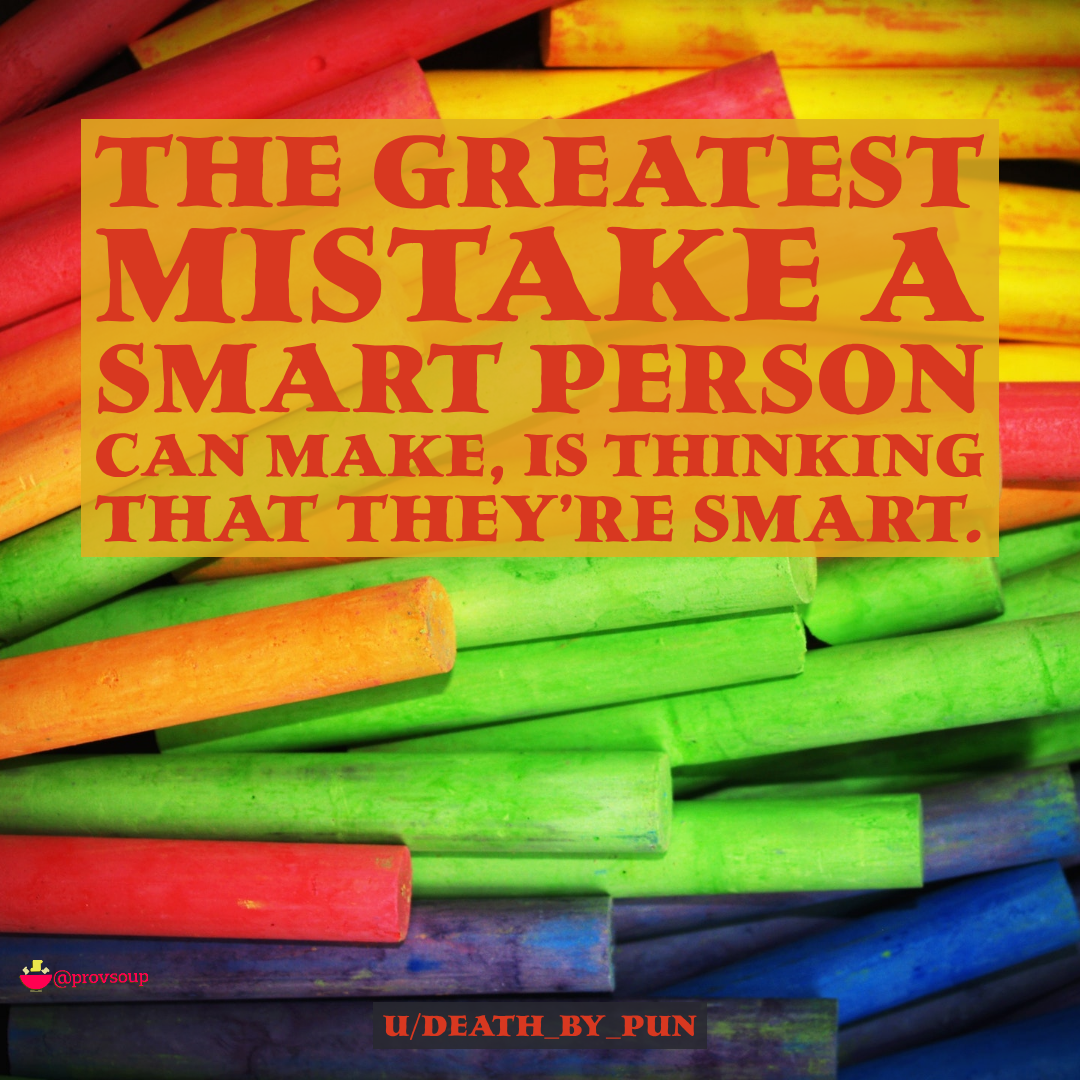 THE GREATEST
MISTAKE A
SMART PERSON
CAN MAKE, IS THINKING
THAT THEY’RE SMART.
@provsoup
U/DEATH_BY_PUN